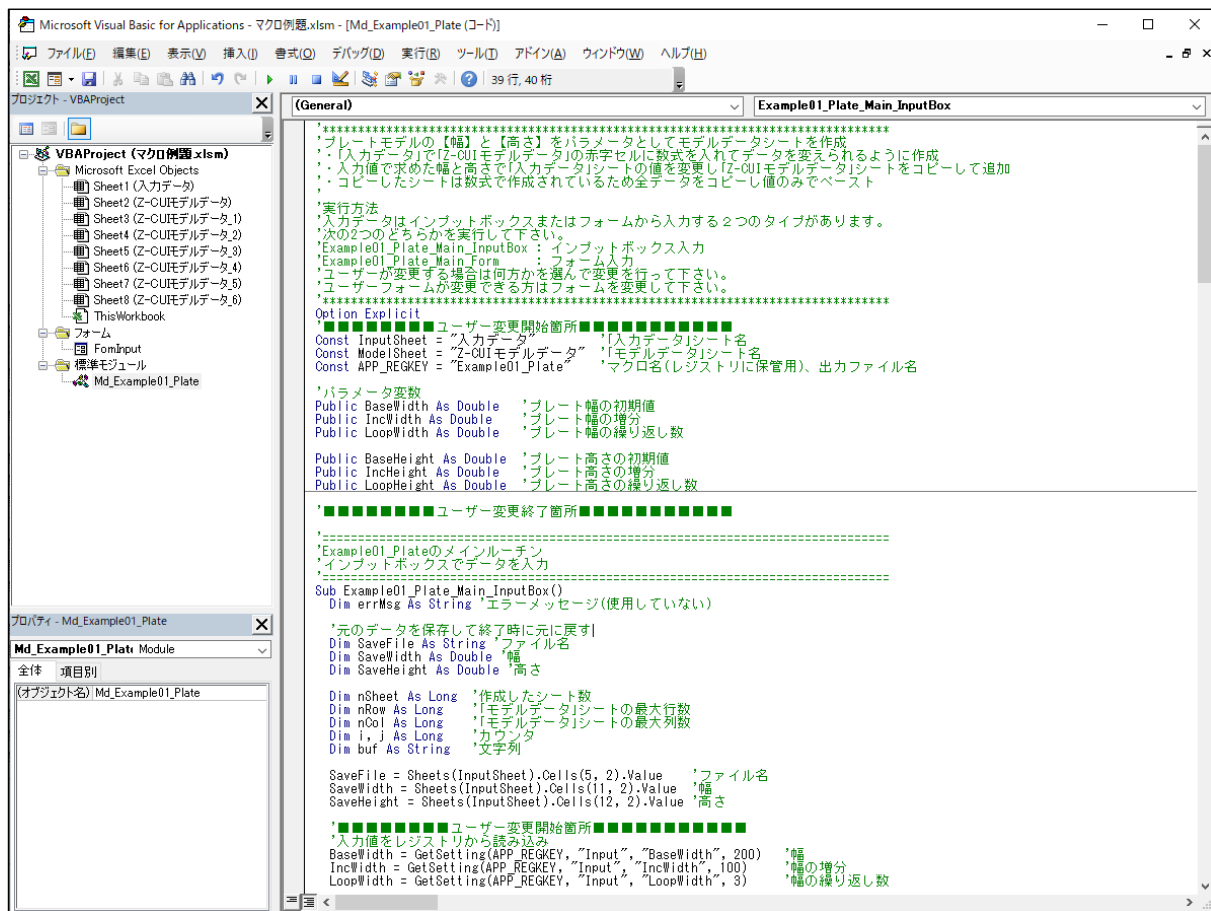 Microsoft Visual Basic for Applications - マクロ例題.xlsm - [Md_Example01_Plate (コード)]
ファイル(F) 編集(E) 表示(V) 挿入(I) 書式(O) デバッグ(D) 実行(R) ツール(T) アドイン(A) ウィンドウ(W) ヘルプ(H)
39 行, 40 桁
プロジェクト - VBAProject
VBAProject (マクロ例題.xlsm)
Microsoft Excel Objects
Sheet1 (入力データ)
Sheet2 (Z-CUIモデルデータ)
Sheet3 (Z-CUIモデルデータ_1)
Sheet4 (Z-CUIモデルデータ_2)
Sheet5 (Z-CUIモデルデータ_3)
Sheet6 (Z-CUIモデルデータ_4)
Sheet7 (Z-CUIモデルデータ_5)
Sheet8 (Z-CUIモデルデータ_6)
ThisWorkbook
フォーム
FomInput
標準モジュール
Md_Example01_Plate
プロパティ - Md_Example01_Plate
Md_Example01_Plate Module
全体 項目別
(オブジェクト名) Md_Example01_Plate
(General) Example01_Plate_Main_InputBox
'********************************************************************************
'プレートモデルの【幅】と【高さ】をパラメータとしてモデルデータシートを作成
'・「入力データ」で「Z-CUIモデルデータ」の赤字セルに数式を入れてデータを変えられるように作成
'・入力値で求めた幅と高さで「入力データ」シートの値を変更し「Z-CUIモデルデータ」シートをコピーして追加
'・コピーしたシートは数式で作成されているため全データをコピーし値のみでペースト
'
'実行方法
'入力データはインプットボックスまたはフォームから入力する２つのタイプがあります。
'次の2つのどちらかを実行して下さい。
'Example01_Plate_Main_InputBox : インプットボックス入力
'Example01_Plate_Main_Form : フォーム入力
'ユーザーが変更する場合は何方かを選んで変更を行って下さい。
'ユーザーフォームが変更できる方はフォームを変更して下さい。
'********************************************************************************
Option Explicit
'■■■■■■■■ユーザー変更開始箇所■■■■■■■■■■■
Const InputSheet = "入力データ" '「入力データ」シート名
Const ModelSheet = "Z-CUIモデルデータ" '「モデルデータ」シート名
Const APP_REGKEY = "Example01_Plate" 'マクロ名(レジストリに保管用)、出力ファイル名
'パラメータ変数
Public BaseWidth As Double 'プレート幅の初期値
Public IncWidth As Double 'プレート幅の増分
Public LoopWidth As Double 'プレート幅の繰り返し数
Public BaseHeight As Double 'プレート高さの初期値
Public IncHeight As Double 'プレート高さの増分
Public LoopHeight As Double 'プレート高さの繰り返し数
'■■■■■■■■ユーザー変更終了箇所■■■■■■■■■■■
'================================================================================
'Example01_Plateのメインルーチン
'インプットボックスでデータを入力
'================================================================================
Sub Example01_Plate_Main_InputBox()
Dim errMsg As String 'エラーメッセージ(使用していない)
'元のデータを保存して終了時に元に戻す
Dim SaveFile As String 'ファイル名
Dim SaveWidth As Double '幅
Dim SaveHeight As Double '高さ
Dim nSheet As Long '作成したシート数
Dim nRow As Long '「モデルデータ」シートの最大行数
Dim nCol As Long '「モデルデータ」シートの最大列数
Dim i, j As Long 'カウンタ
Dim buf As String '文字列
SaveFile = Sheets(InputSheet).Cells(5, 2).Value 'ファイル名
SaveWidth = Sheets(InputSheet).Cells(11, 2).Value '幅
SaveHeight = Sheets(InputSheet).Cells(12, 2).Value '高さ
'■■■■■■■■ユーザー変更開始箇所■■■■■■■■■■■
'入力値をレジストリから読み込み
BaseWidth = GetSetting(APP_REGKEY, "Input", "BaseWidth", 200) '幅
IncWidth = GetSetting(APP_REGKEY, "Input", "IncWidth", 100) '幅の増分
LoopWidth = GetSetting(APP_REGKEY, "Input", "LoopWidth", 3) '幅の繰り返し数